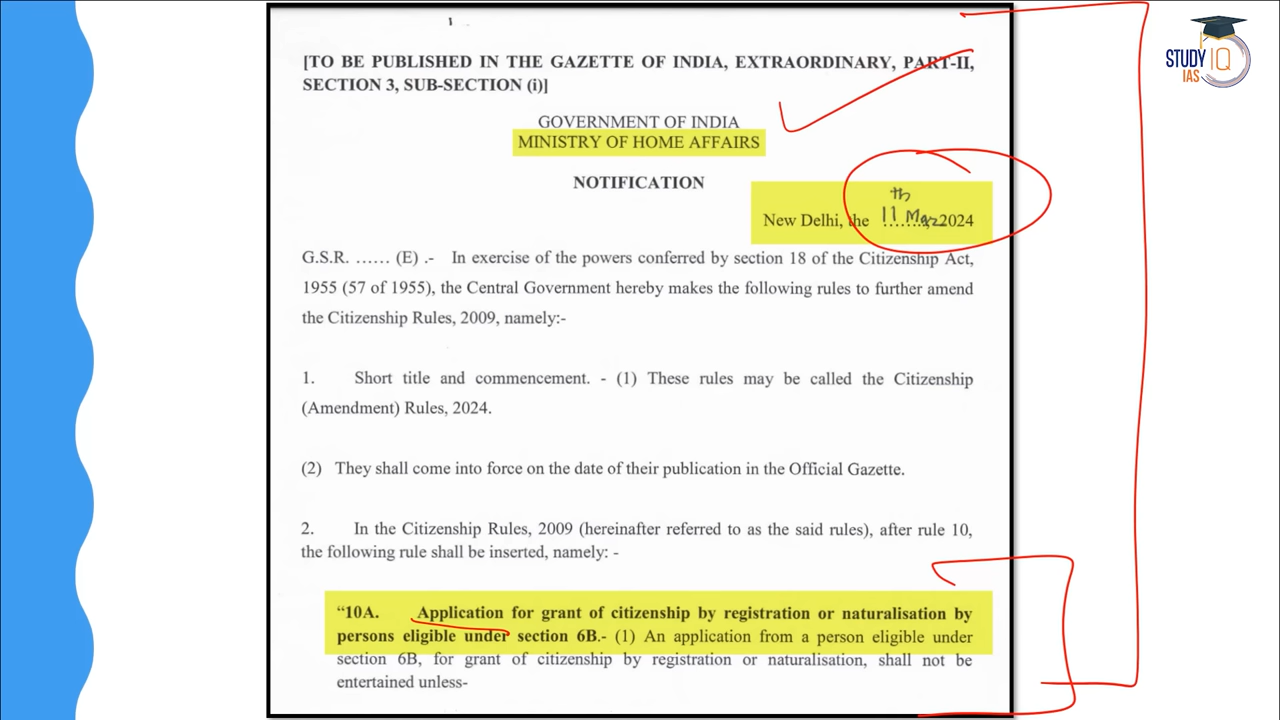 [TO BE PUBLISHED IN THE GAZETTE OF INDIA, EXTRAORDINARY, PART-II,
SECTION 3, SUB-SECTION (i)]
GOVERNMENT OF INDIA
MINISTRY OF HOME AFFAIRS
NOTIFICATION
New Delhi, the 11th Mar 2024
G.S.R. …… (E) .- In exercise of the powers conferred by section 18 of the Citizenship Act,
1955 (57 of 1955), the Central Government hereby makes the following rules to further amend
the Citizenship Rules, 2009, namely:-
1. Short title and commencement. - (1) These rules may be called the Citizenship
(Amendment) Rules, 2024.
(2) They shall come into force on the date of their publication in the Official Gazette.
2. In the Citizenship Rules, 2009 (hereinafter referred to as the said rules), after rule 10,
the following rule shall be inserted, namely: -
“10A. Application for grant of citizenship by registration or naturalisation by
persons eligible under section 6B.- (1) An application from a person eligible under
section 6B, for grant of citizenship by registration or naturalisation, shall not be
entertained unless-
STUDY IQ
IAS